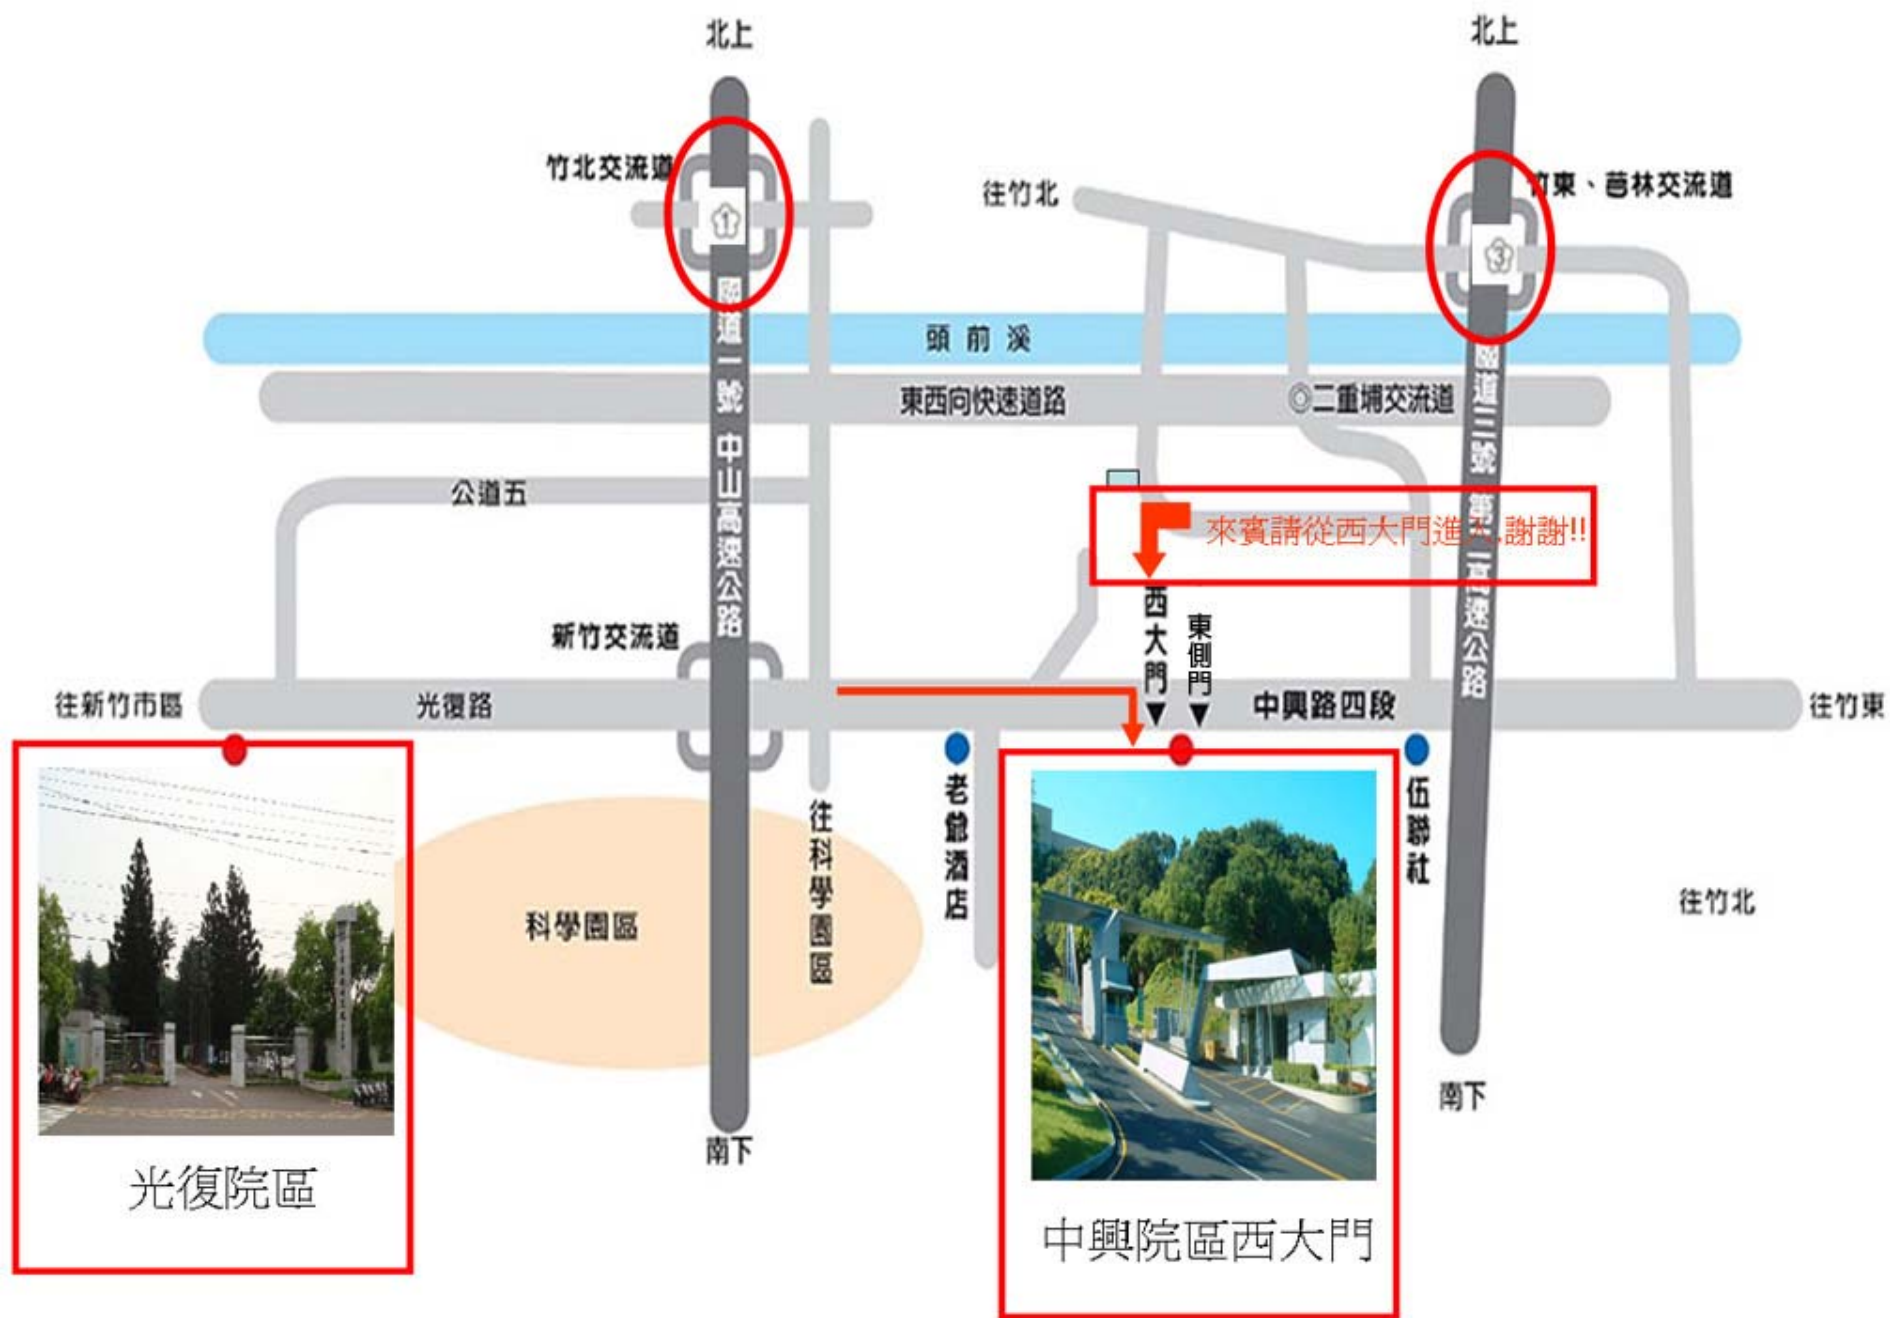 北上
北上
竹北交流道
1
往竹北
竹東、芎林交流道
3
國道一號 中山高速公路
頭前溪
東西向快速道路
◎二重埔交流道
國道三號 第二高速公路
公道五
來賓請從西大門進入,謝謝!!
西大門
東側門
新竹交流道
往新竹市區
光復路
中興路四段
往竹東
老爺酒店
伍聯社
往科學園區
科學園區
往竹北
南下
南下
光復院區
中興院區西大門